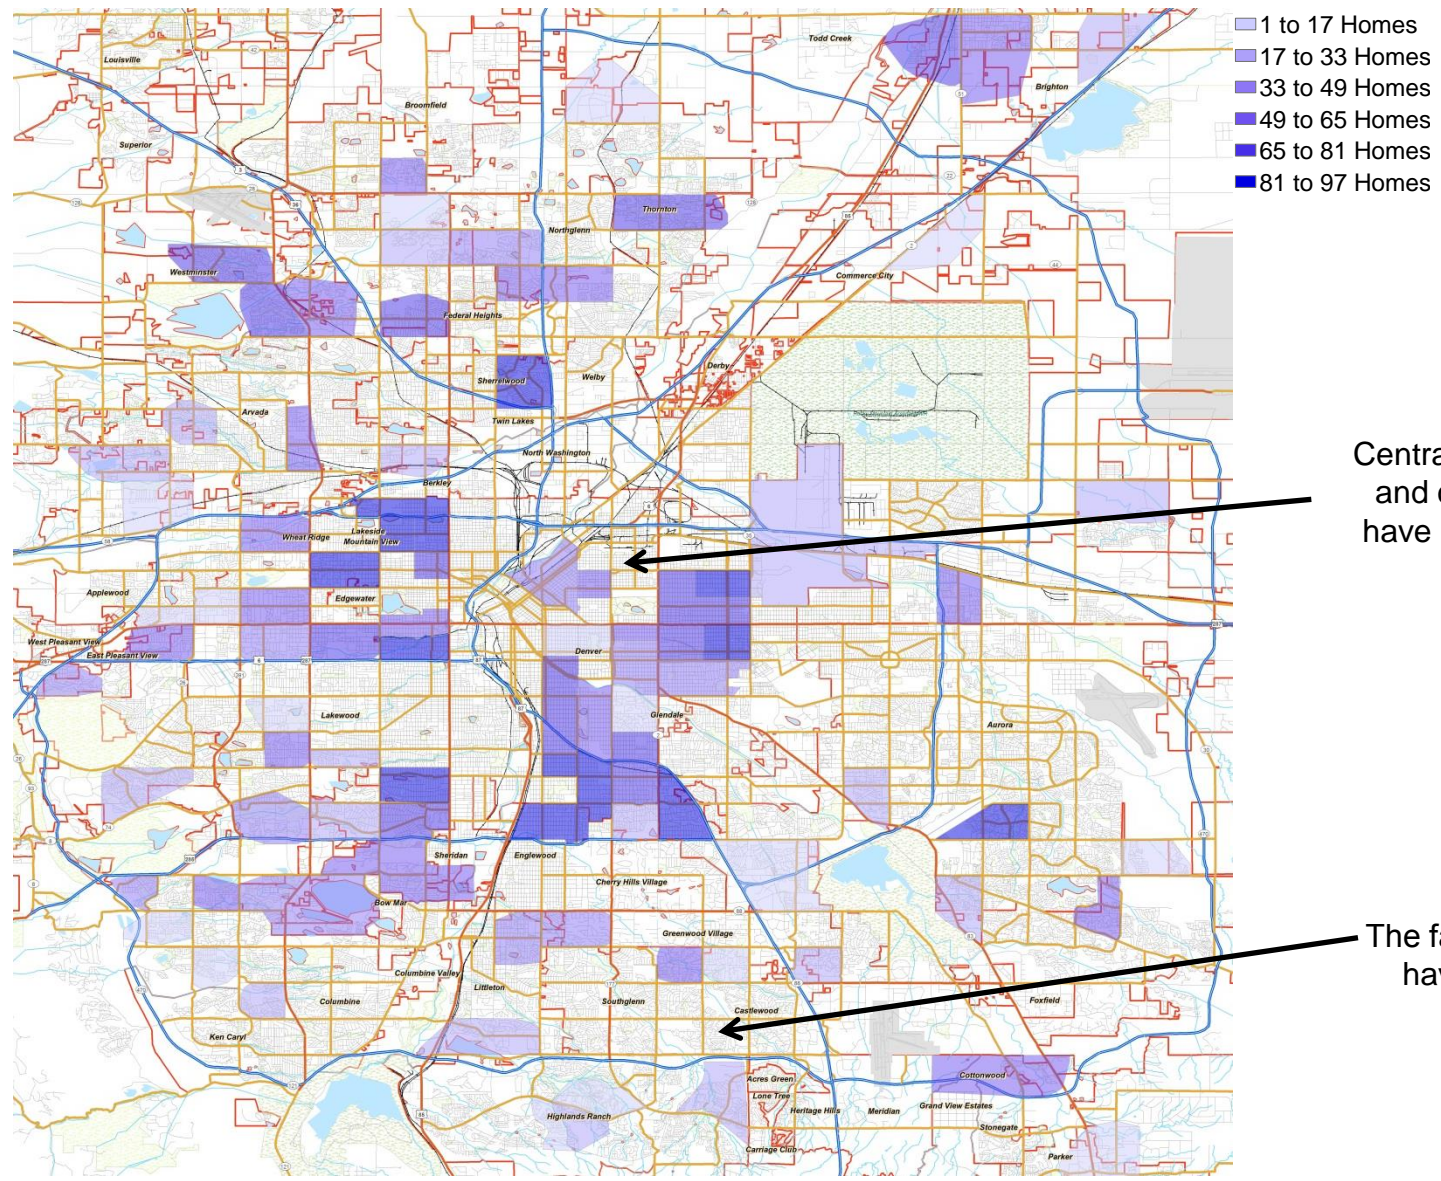 1 to 17 Homes
17 to 33 Homes
33 to 49 Homes
49 to 65 Homes
65 to 81 Homes
81 to 97 Homes
Todd Creek
Louisville
Brighton
Broomfield
Superior
Thornton
Northglenn
Westminster
Commerce City
Federal Heights
Derby
Welby
Sherrelwood
Arvada
Twin Lakes
North Washington
Centra
Berkley
and
have
Lakeside
Wheat Ridge
Mountain View
Applewood
Edgewater
West Pleasant View
East Pleasant View
Denver
Lakewood
Glendale
Aurora
Sheridan
Englewood
Cherry Hills Village
Bow Mar
Greenwood Village
The fa
hav
Columbine Valley
Littleton
Columbine
Southglenn
Foxfield
Castlewood
Ken Caryl
Acres Green
Cottonwood
Lone Tree
Heritage Hills
Meridian
Grand View Estates
Highlands Ranch
Stonegate
Carriage Club
Parker